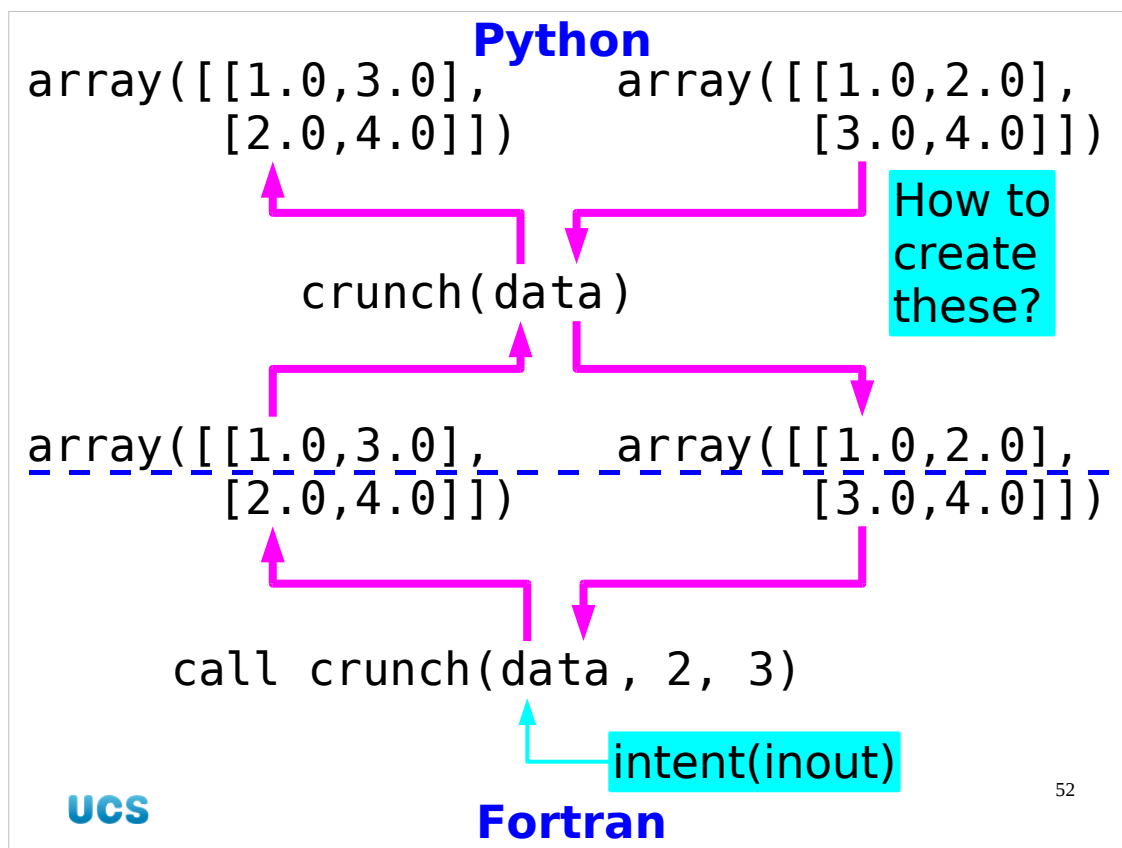 Python
array([[1.0,3.0], array([[1.0,2.0],
[2.0,4.0]]) [3.0,4.0]])
How to
create
these?
crunch(data)
array([[1.0,3.0], array([[1.0,2.0],
[2.0,4.0]]) [3.0,4.0]])
call crunch(data, 2, 3)
intent(inout)
52
UCS
Fortran